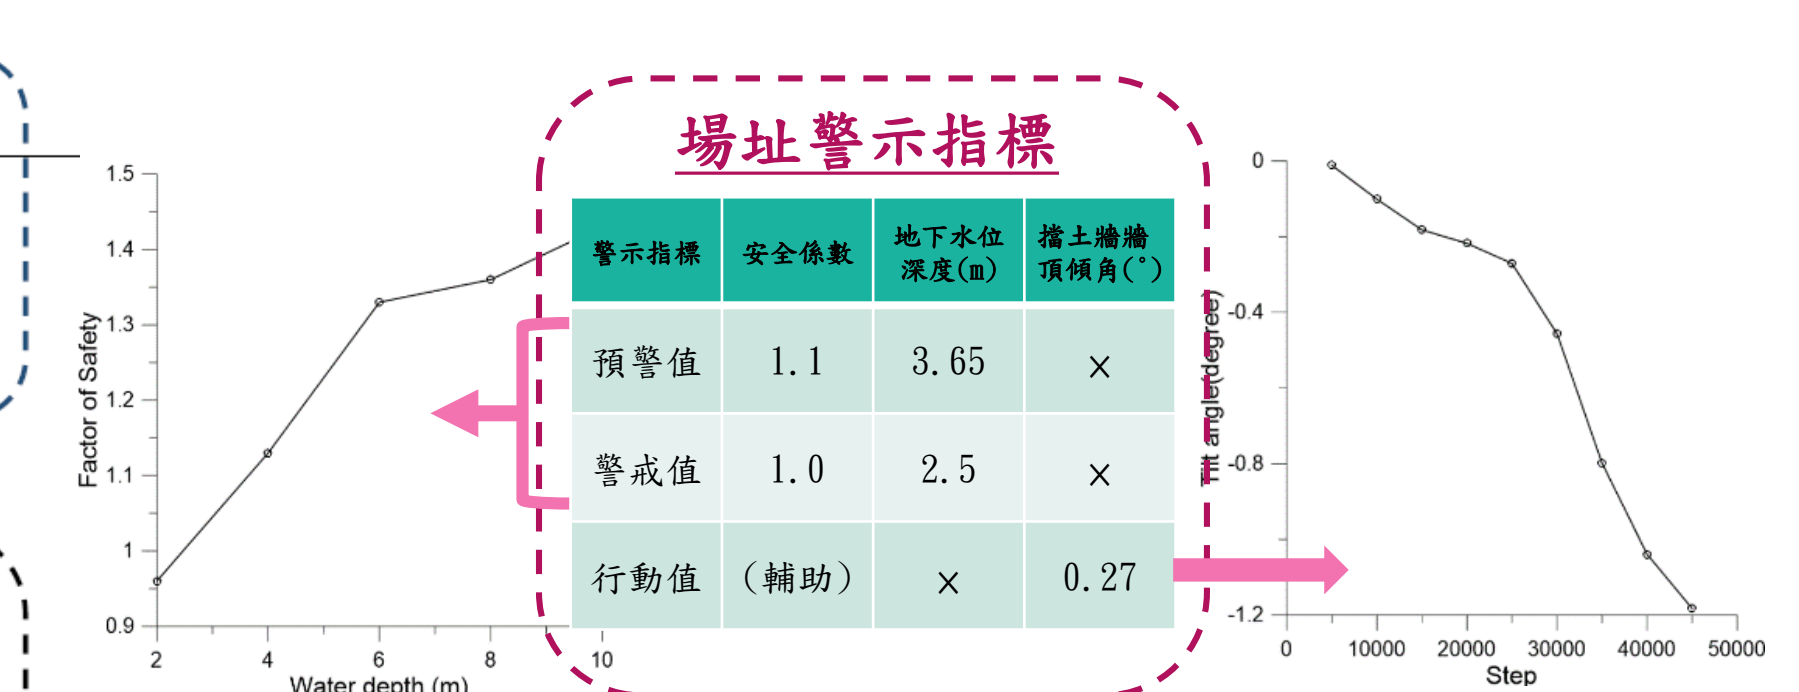 場址警示指標
警示指標 安全係數 地下水位深度(m) 擋土牆牆頂傾角(°)
預警值 1.1 3.65 ×
警戒值 1.0 2.5 ×
行動值 (輔助) × 0.27
Factor of Safety
1.5
1.4
1.3
1.2
1.1
1
0.9
2 4 6 8 10
Water depth (m)
Tilt angle(degree)
0
-0.4
-0.8
-1.2
0 10000 20000 30000 40000 50000
Step